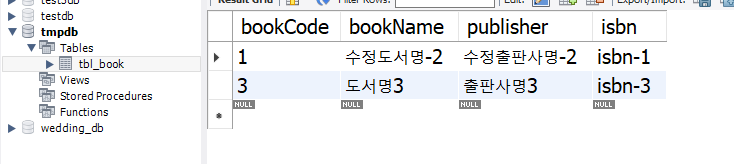 testdb
tmpdb
Tables
tbl_book
Views
Stored Procedures
Functions
wedding_db
Result Grid Filter Rows: Edit: Export/Import:
bookCode bookName publisher isbn
1 수정도서명-2 수정출판사명-2 isbn-1
3 도서명3 출판사명3 isbn-3
NULL NULL NULL NULL